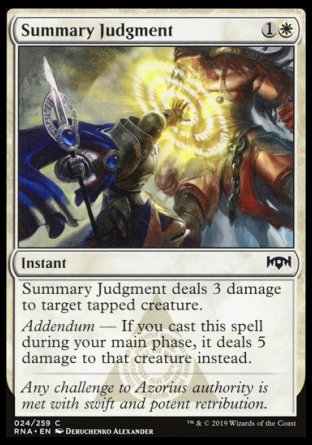 Summary Judgment 1
Instant
Summary Judgment deals 3 damage
to target tapped creature.
Addendum — If you cast this spell
during your main phase, it deals 5
damage to that creature instead.
Any challenge to Azorius authority is
met with swift and potent retribution.
024/259 C
RNA • EN Deruchenko Alexander
™ & © 2019 Wizards of the Coast